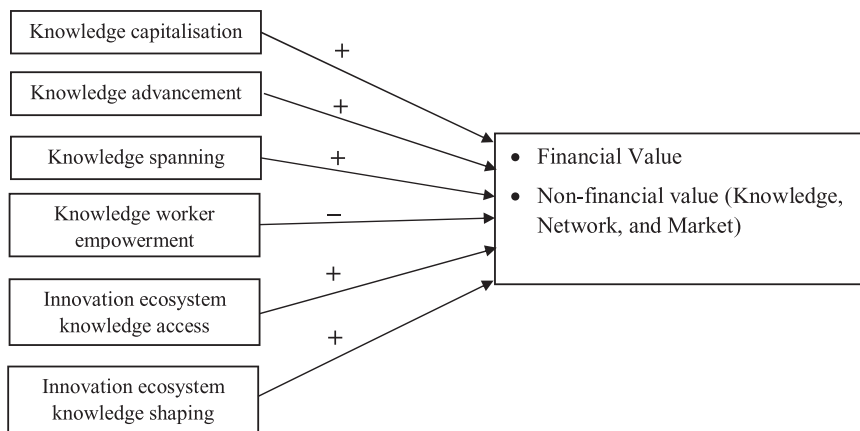 Knowledge capitalisation
+
Knowledge advancement
+
Knowledge spanning
+
Knowledge worker
empowerment
−
Innovation ecosystem
knowledge access
+
Innovation ecosystem
knowledge shaping
+
• Financial Value
• Non-financial value (Knowledge,
Network, and Market)